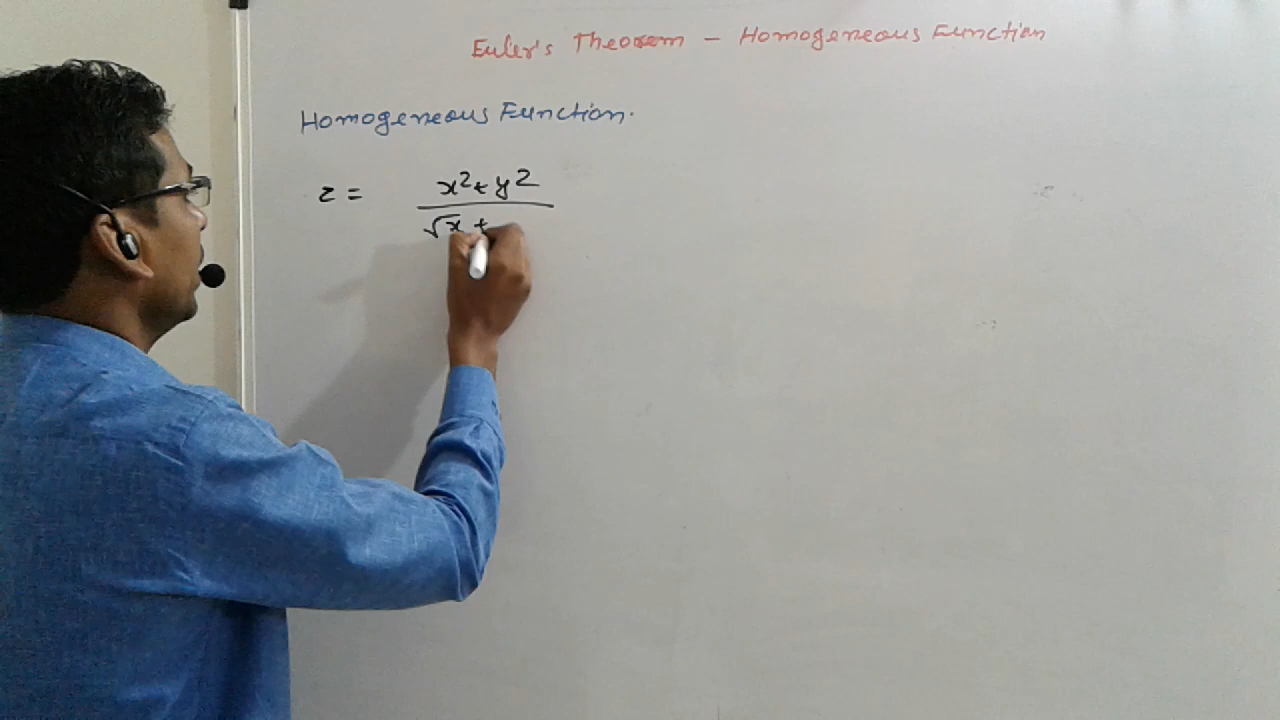 Euler's Theorem - Homogeneous Function
Homogeneous Function.
z = x²+y²
√x +